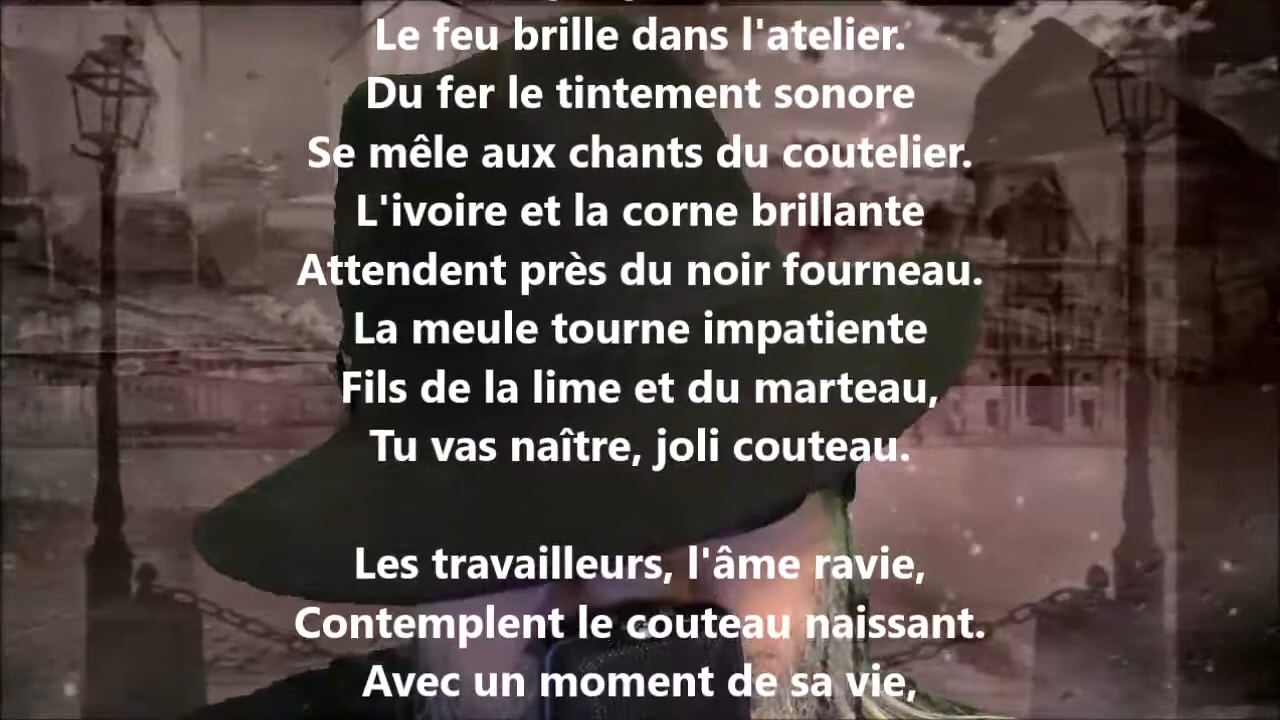 Le feu brille dans l'atelier.
Du fer le tintement sonore
Se mêle aux chants du coutelier.
L'ivoire et la corne brillante
Attendent près du noir fourneau.
La meule tourne impatiente
Fils de la lime et du marteau,
Tu vas naître, joli couteau.
Les travailleurs, l'âme ravie,
Contemplent le couteau naissant.
Avec un moment de sa vie,